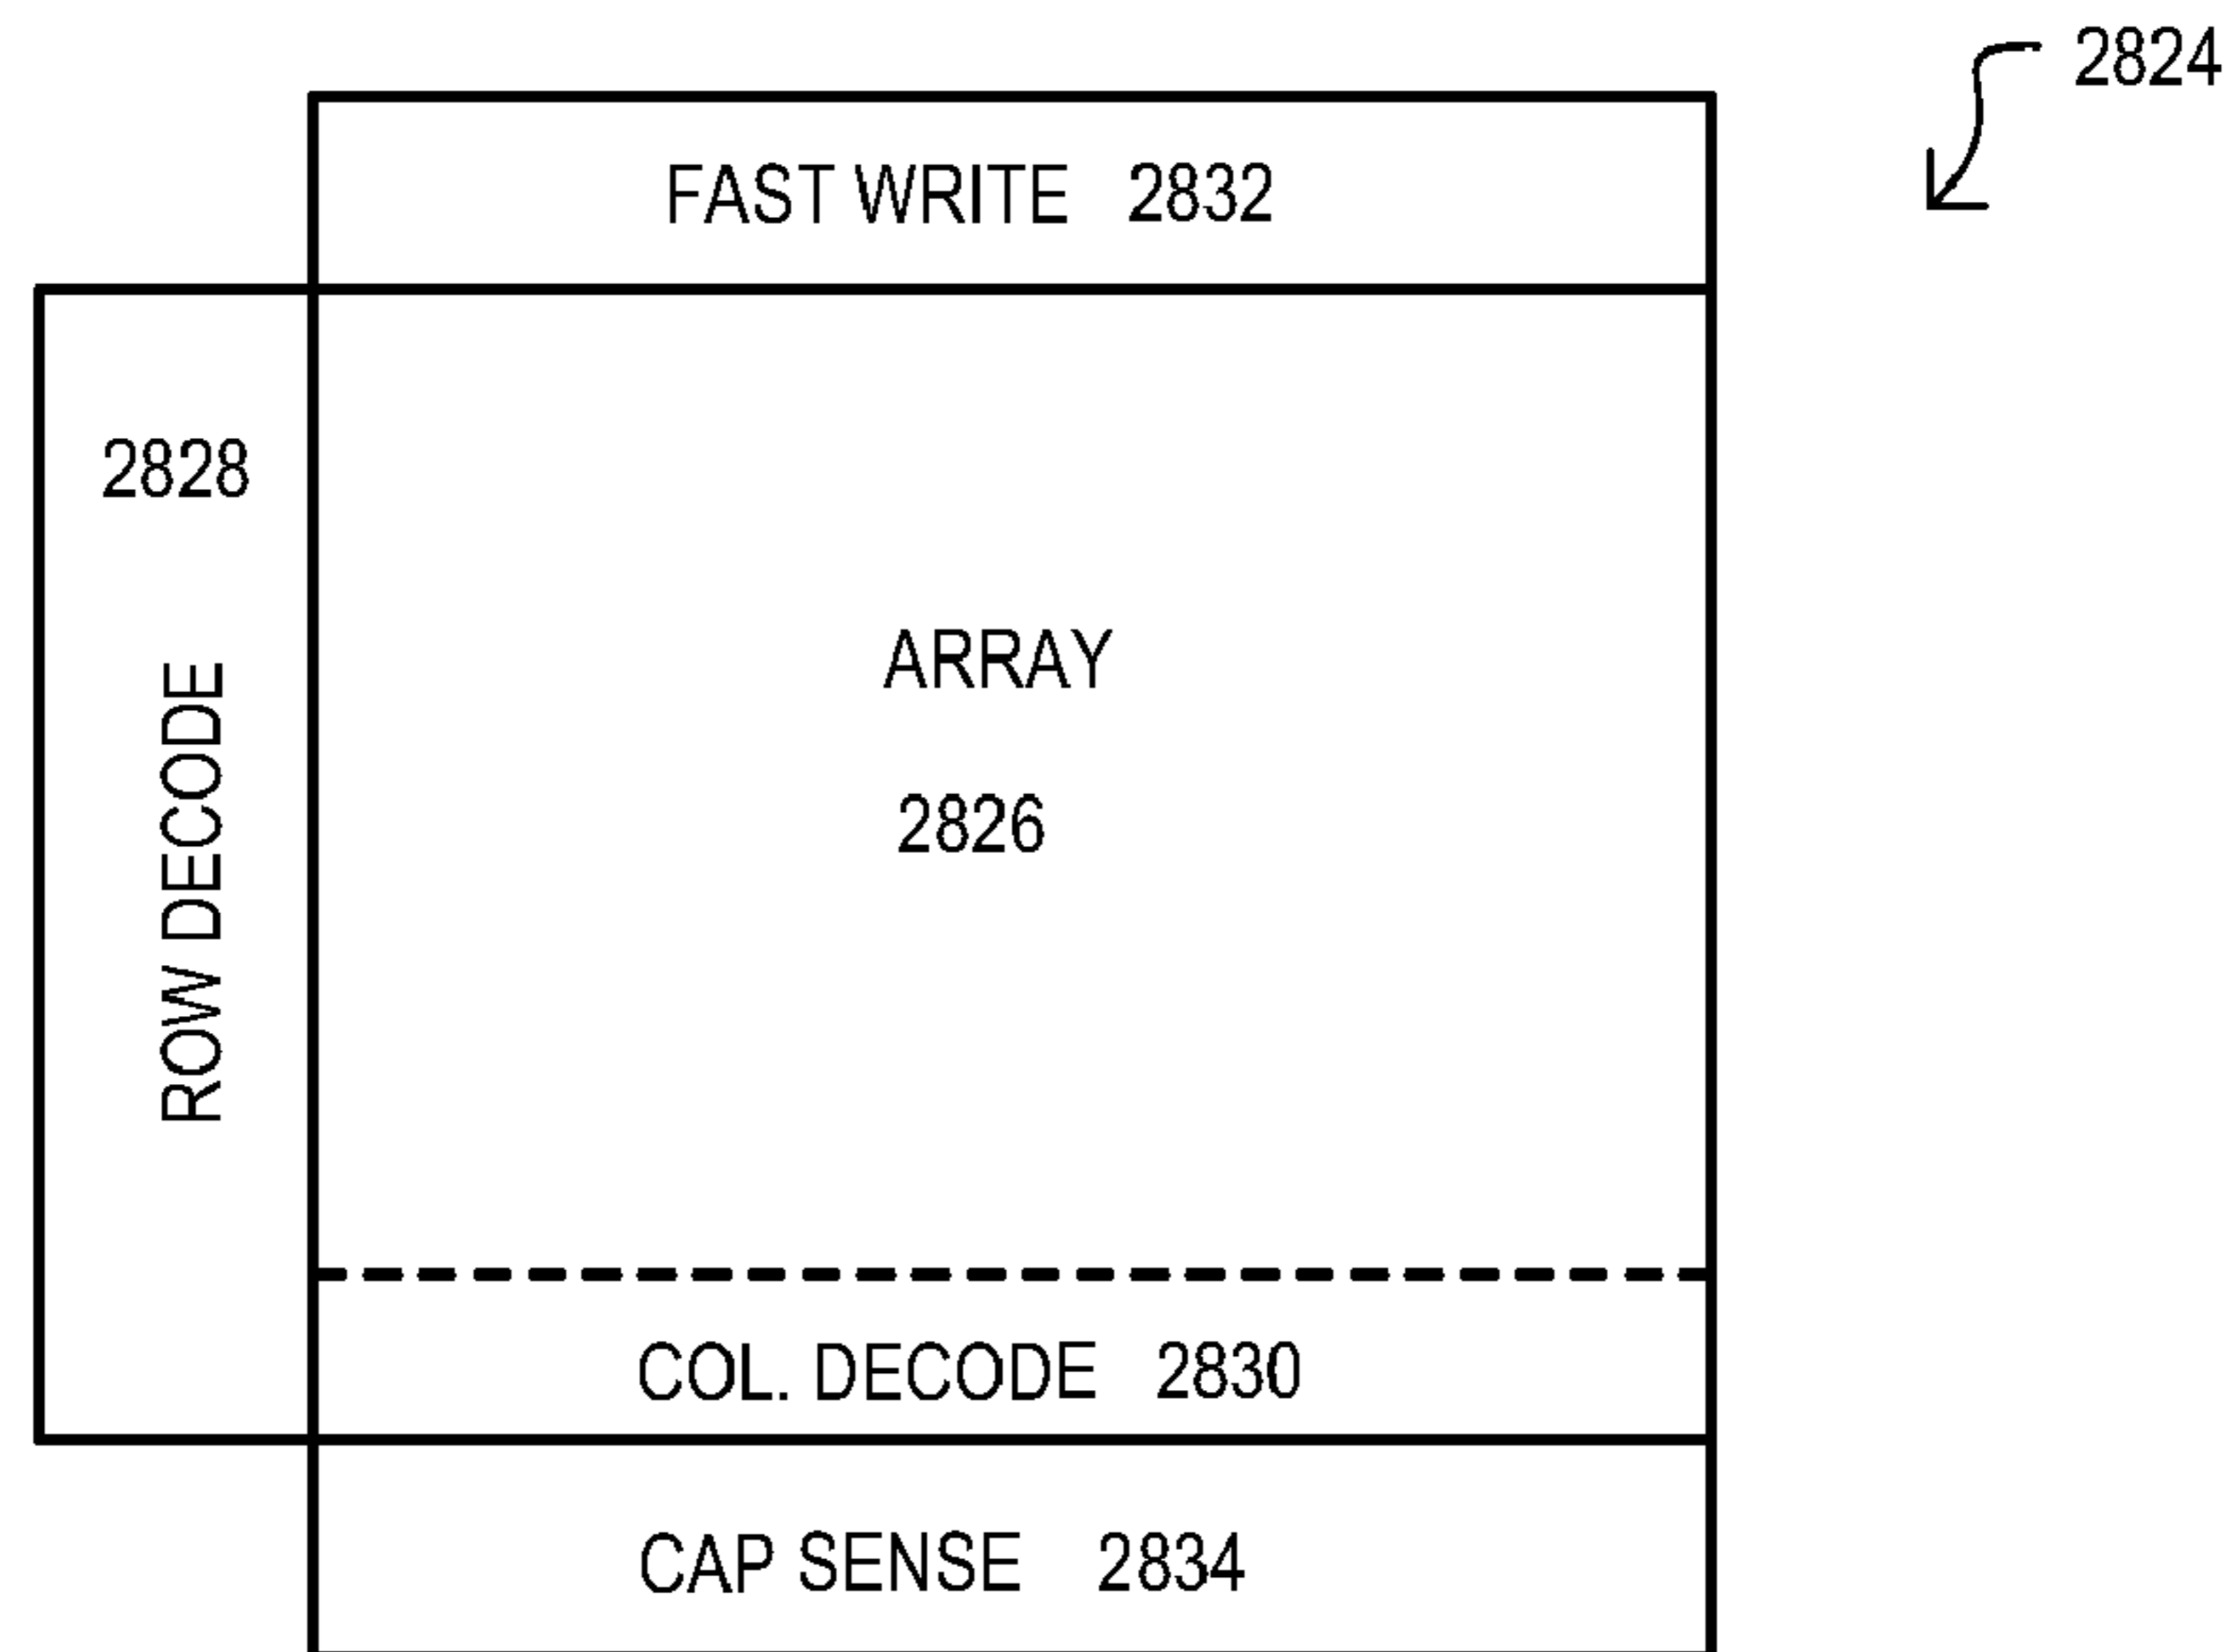 2824
FAST WRITE 2832
2828
ROW DECODE
ARRAY
2826
COL. DECODE 2830
CAP SENSE 2834